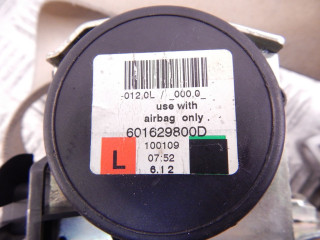 -012.0L / _000.0_
use with
airbag only.
601629800D
100109
L
07:52
6.12